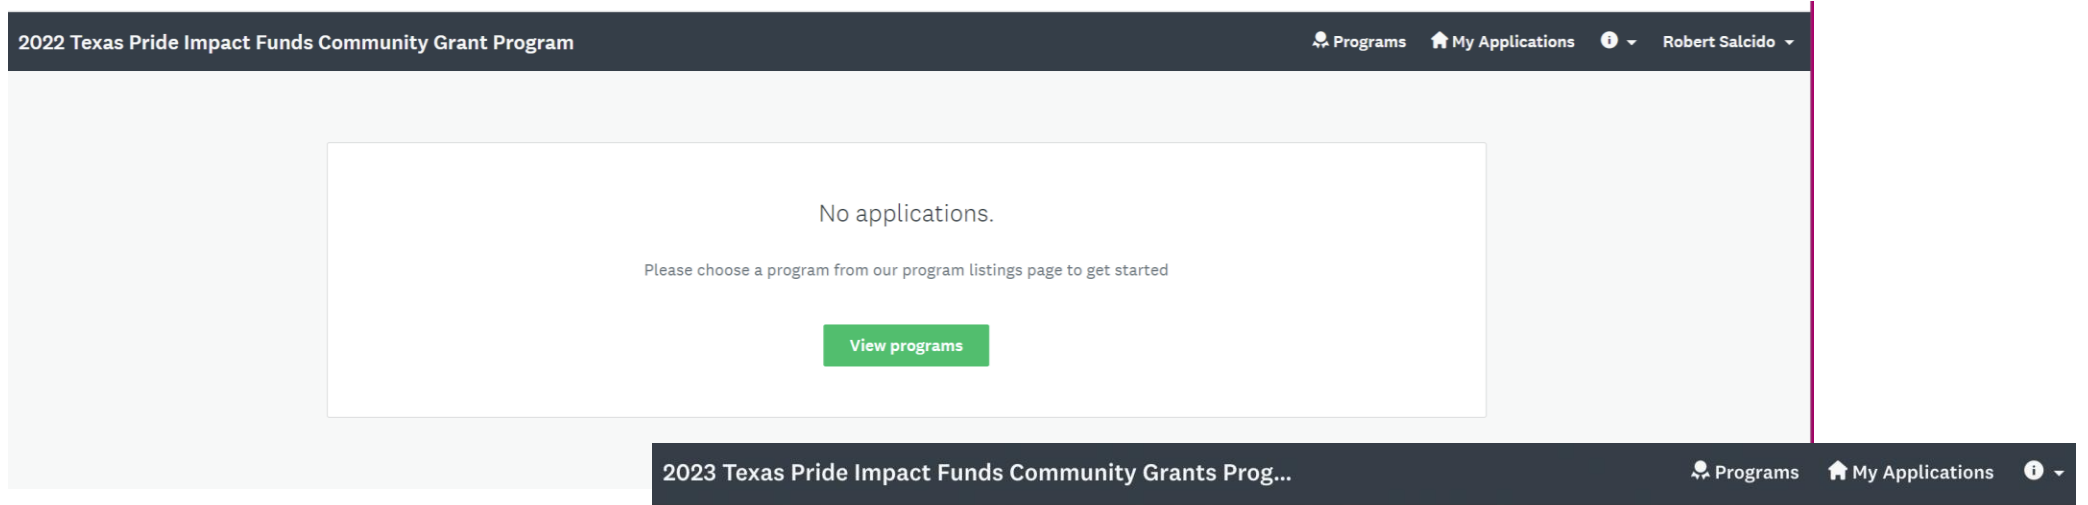 2022 Texas Pride Impact Funds Community Grant Program Programs My Applications Robert Salcido
No applications.
Please choose a program from our program listings page to get started
View programs
2023 Texas Pride Impact Funds Community Grants Prog... Programs My Applications